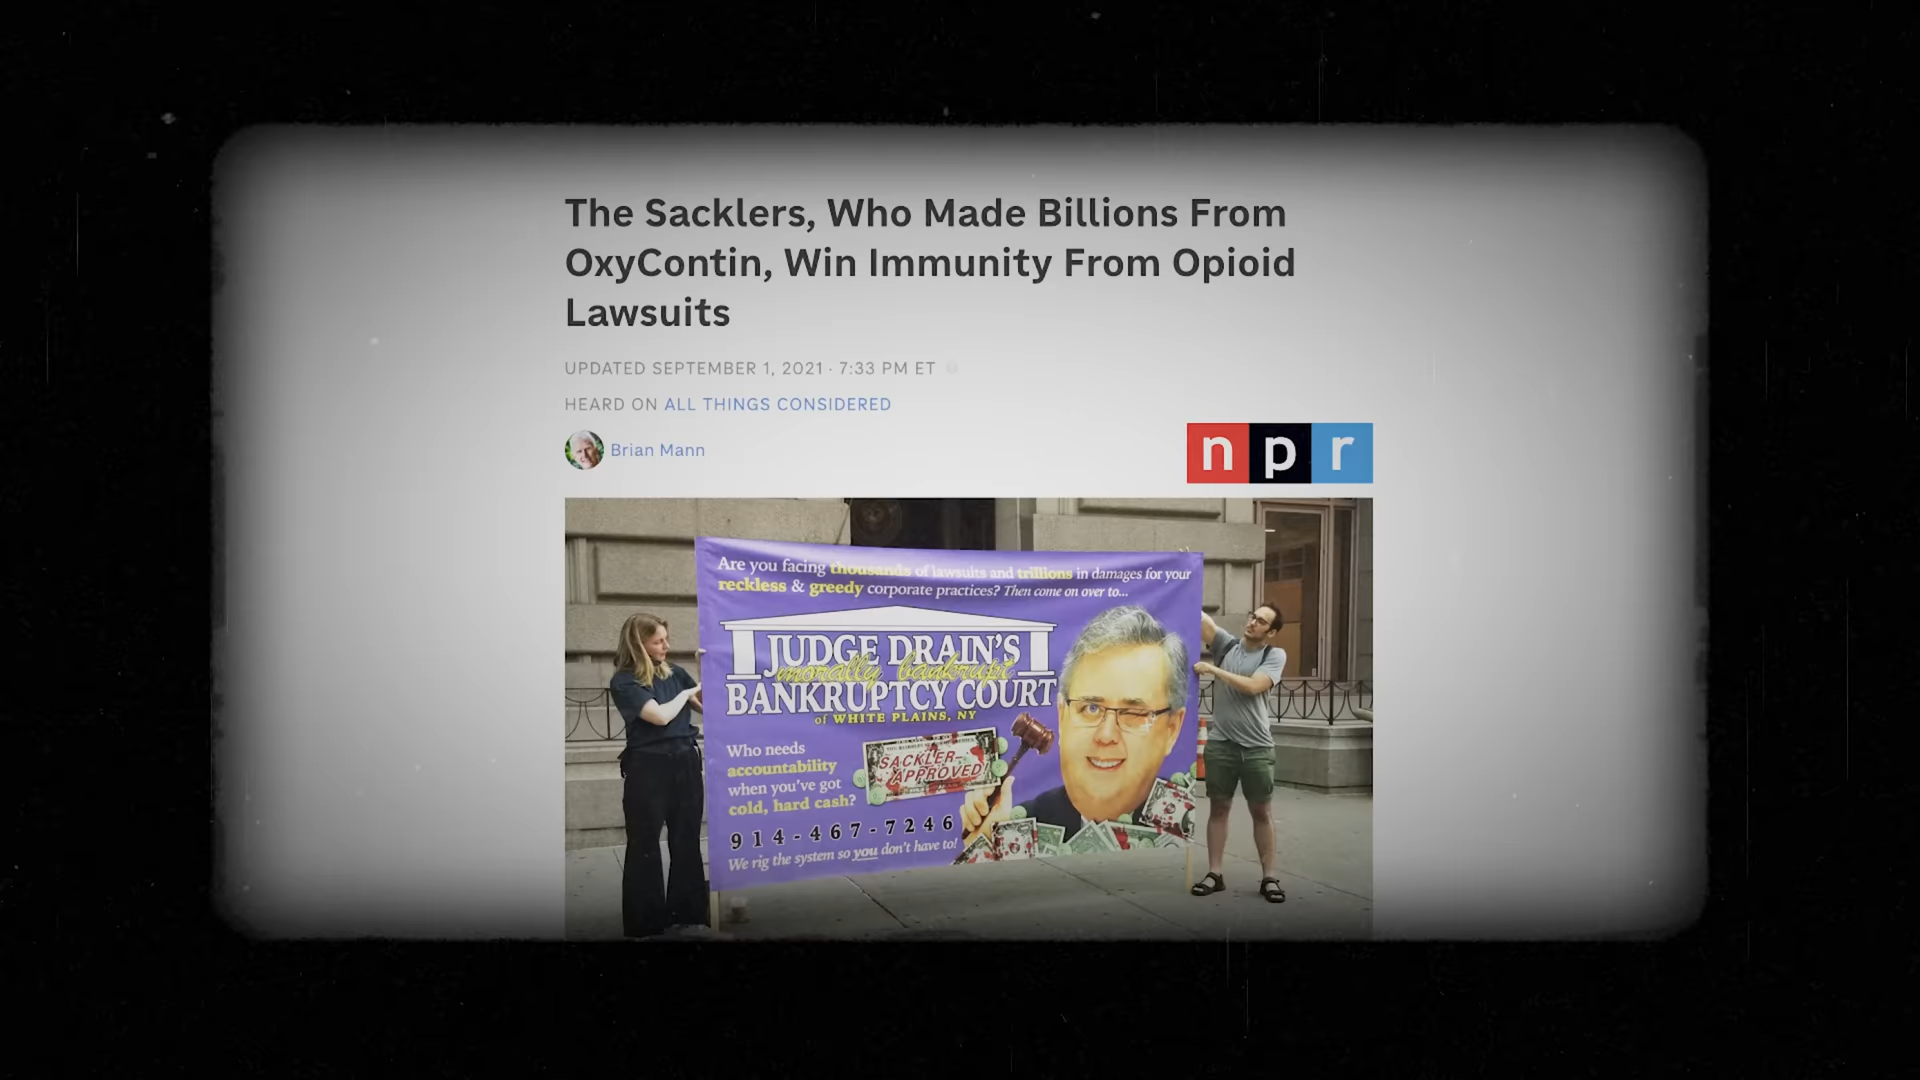 The Sacklers, Who Made Billions From
OxyContin, Win Immunity From Opioid
Lawsuits
UPDATED SEPTEMBER 1, 2021 · 7:33 PM ET
HEARD ON ALL THINGS CONSIDERED
Brian Mann
npr
Are you facing thousands of lawsuits and trillions in damages for your
reckless & greedy corporate practices? Then come on over to...
JUDGE DRAIN'S
morally bankrupt
BANKRUPTCY COURT
of WHITE PLAINS, NY
Who needs
accountability
when you've got
cold, hard cash?
SACKLER-
APPROVED!
914-467-7246
We rig the system so you don't have to!